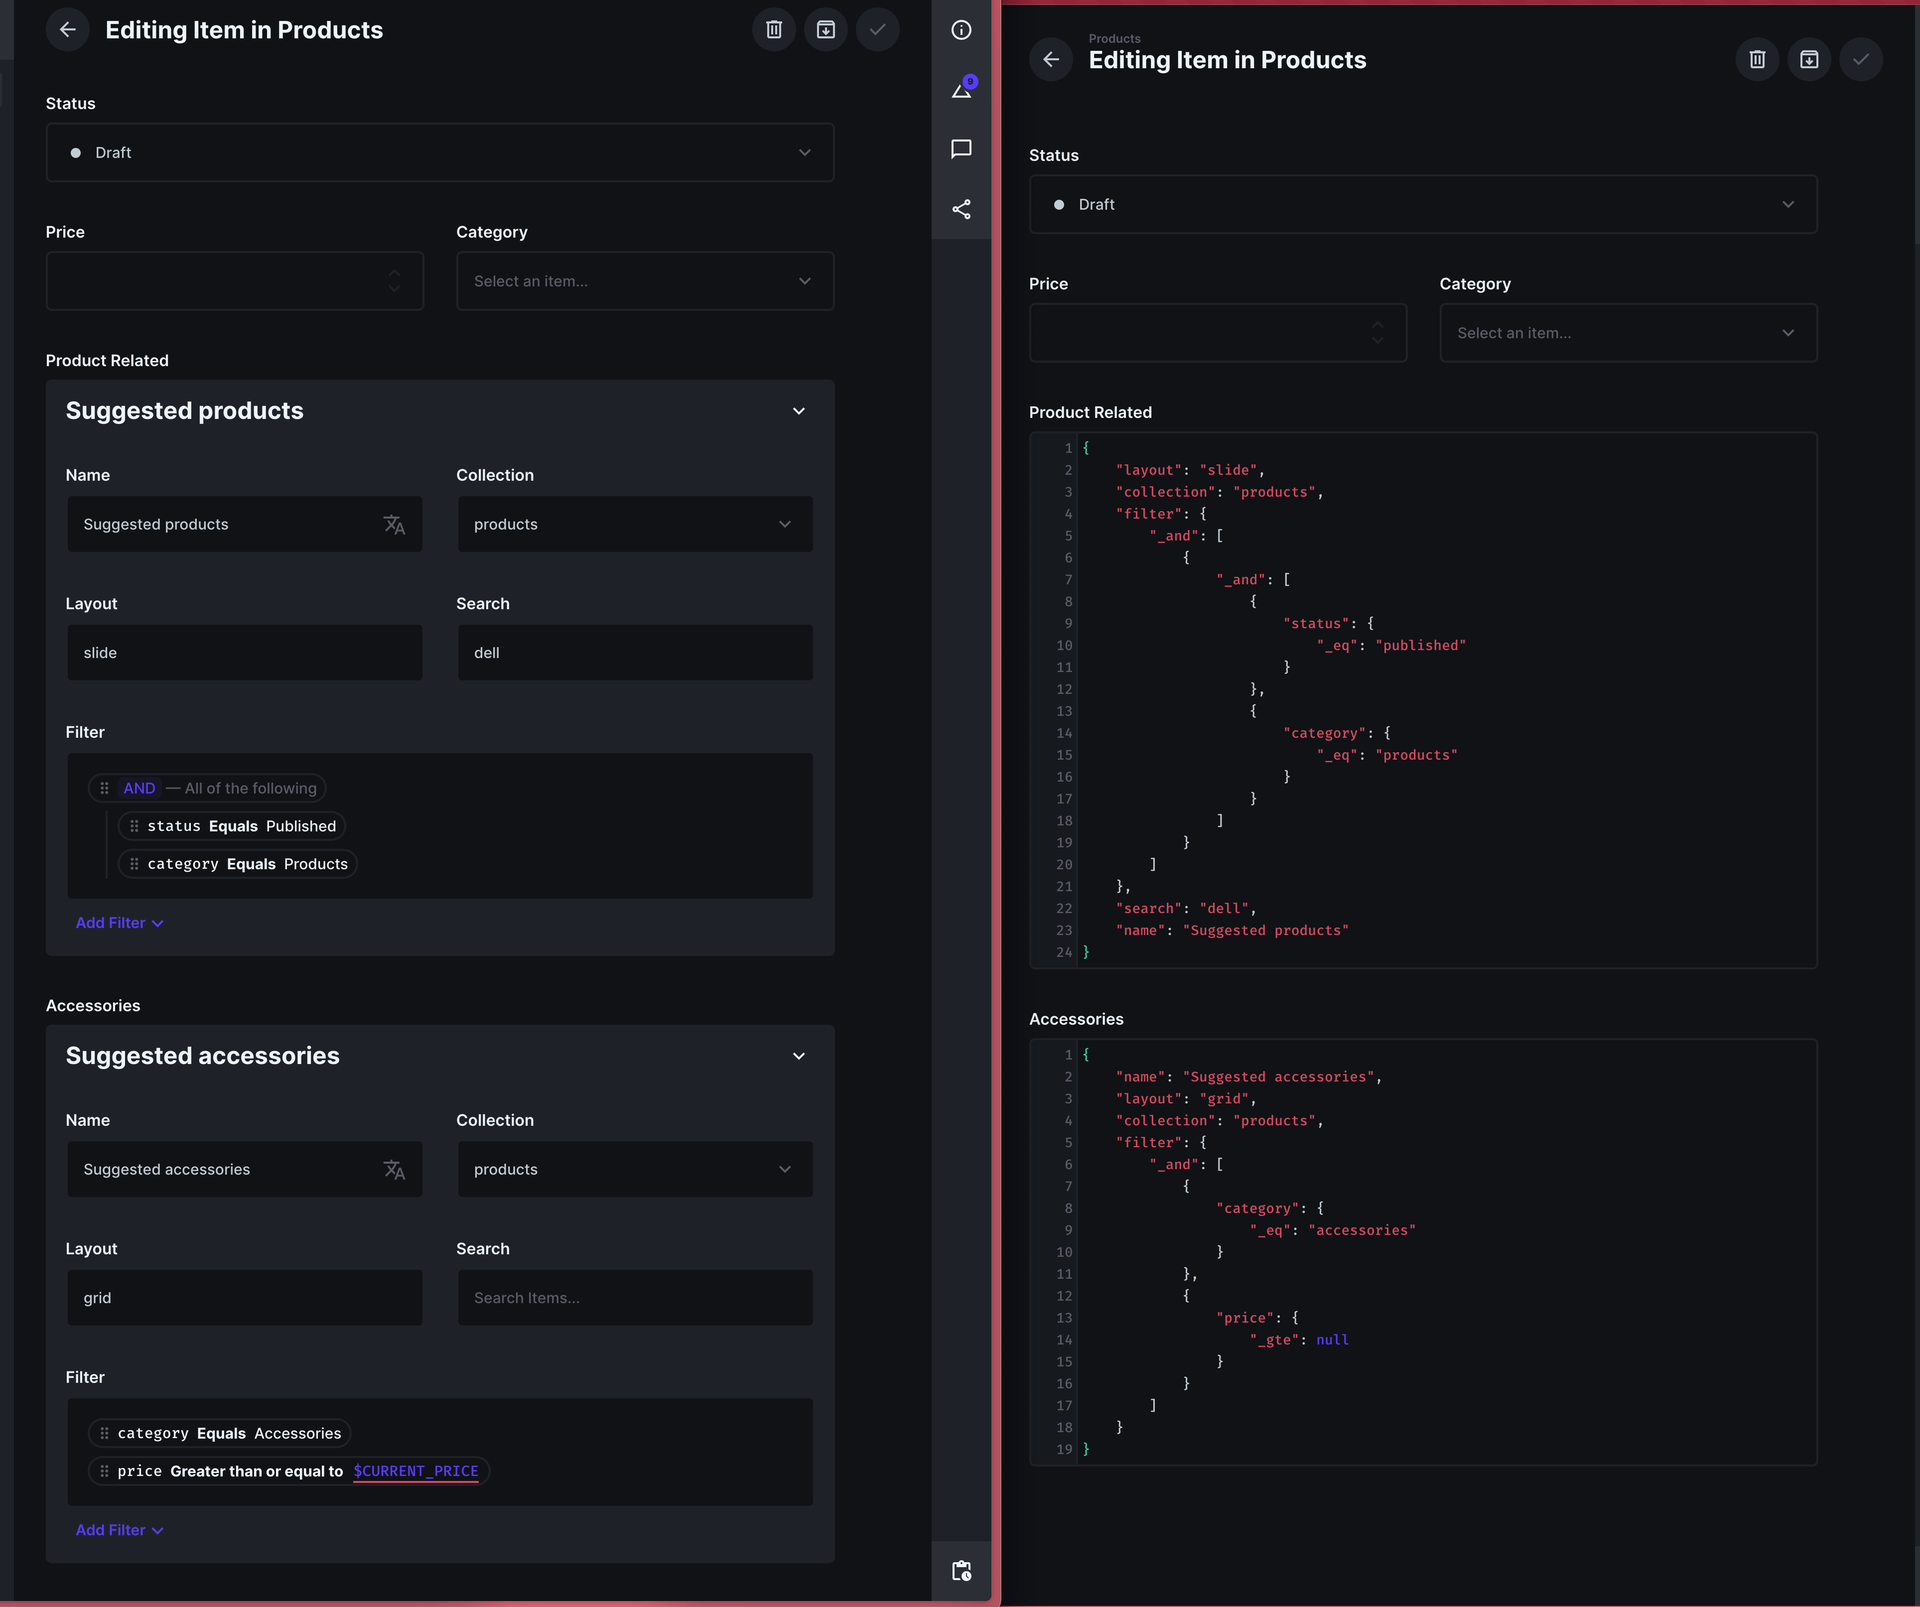 Editing Item in Products
Status
Draft
Price
Category
Select an item...
Product Related
Suggested products
Name
Collection
Suggested products
products
Layout
Search
slide
dell
Filter
AND — All of the following
status Equals Published
category Equals Products
Add Filter
Accessories
Suggested accessories
Name
Collection
Suggested accessories
products
Layout
Search
grid
Search Items...
Filter
category Equals Accessories
price Greater than or equal to $CURRENT_PRICE
Add Filter
9
Products
Editing Item in Products
Status
Draft
Price
Category
Select an item...
Product Related
1 {
2 "layout": "slide",
3 "collection": "products",
4 "filter": {
5 "_and": [
6 {
7 "_and": [
8 {
9 "status": {
10 "_eq": "published"
11 }
12 },
13 {
14 "category": {
15 "_eq": "products"
16 }
17 }
18 ]
19 }
20 ]
21 },
22 "search": "dell",
23 "name": "Suggested products"
24 }
Accessories
1 {
2 "name": "Suggested accessories",
3 "layout": "grid",
4 "collection": "products",
5 "filter": {
6 "_and": [
7 {
8 "category": {
9 "_eq": "accessories"
10 }
11 },
12 {
13 "price": {
14 "_gte": null
15 }
16 }
17 ]
18 }
19 }